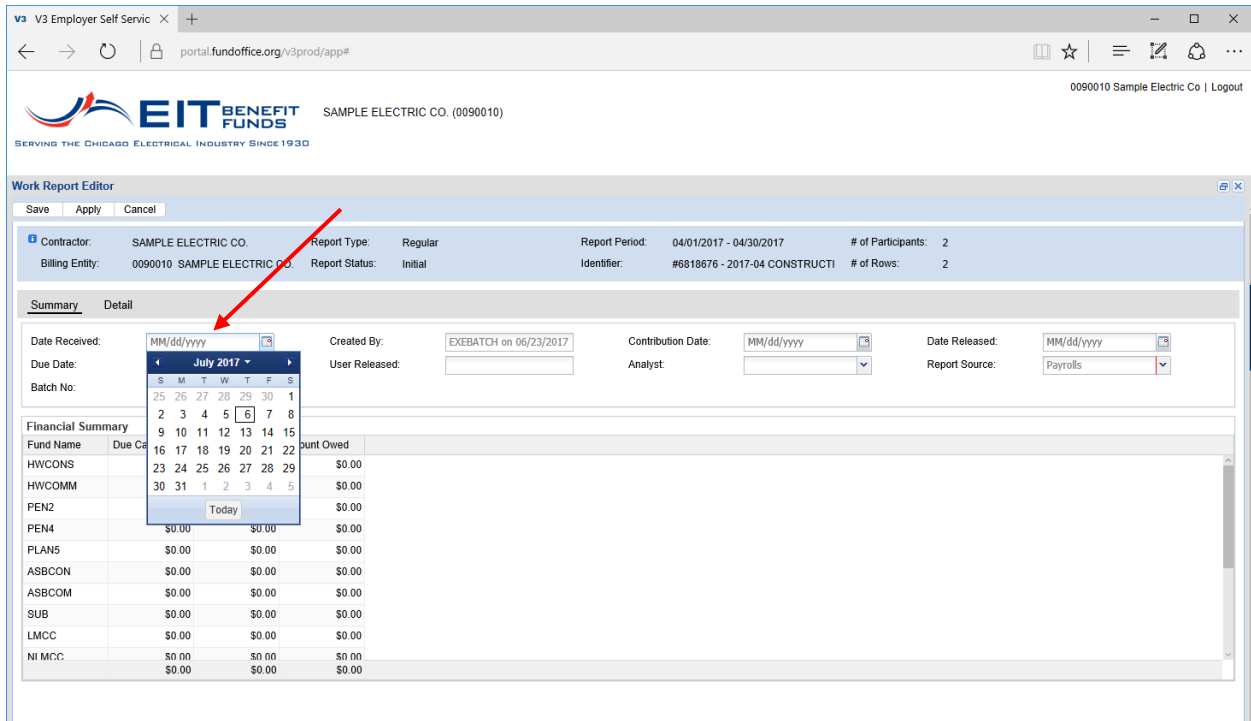 V3 V3 Employer Self Servic
portal.fundoffice.org/v3prod/app#
0090010 Sample Electric Co | Logout
EIT BENEFIT FUNDS
SAMPLE ELECTRIC CO. (0090010)
SERVING THE CHICAGO ELECTRICAL INDUSTRY SINCE 1930
Work Report Editor
Save Apply Cancel
Contractor: SAMPLE ELECTRIC CO. Report Type: Regular Report Period: 04/01/2017 - 04/30/2017 # of Participants: 2
Billing Entity: 0090010 SAMPLE ELECTRIC CO. Report Status: Initial Identifier: #6818676 - 2017-04 CONSTRUCTI # of Rows: 2
Summary Detail
Date Received: MM/dd/yyyy Created By: EXEBATCH on 06/23/2017 Contribution Date: MM/dd/yyyy Date Released: MM/dd/yyyy
Due Date: User Released: Analyst: Report Source: Payrolls
Batch No:
July 2017
S M T W T F S
25 26 27 28 29 30 1
2 3 4 5 6 7 8
9 10 11 12 13 14 15
16 17 18 19 20 21 22
23 24 25 26 27 28 29
30 31 1 2 3 4 5
Today
Financial Summary
Fund Name Due Ca ount Owed
HWCONS $0.00
HWCOMM $0.00
PEN2 $0.00
PEN4 $0.00 $0.00 $0.00
PLAN5 $0.00 $0.00 $0.00
ASBCON $0.00 $0.00 $0.00
ASBCOM $0.00 $0.00 $0.00
SUB $0.00 $0.00 $0.00
LMCC $0.00 $0.00 $0.00
NLMCC $0.00 $0.00 $0.00
$0.00 $0.00 $0.00